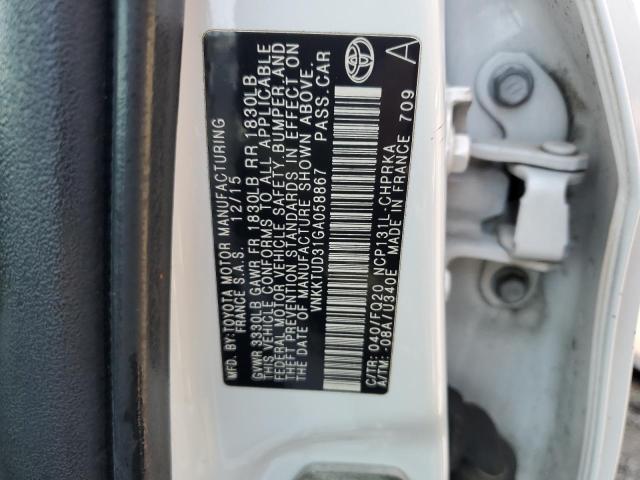 MFD. BY: TOYOTA MOTOR MANUFACTURING
FRANCE S.A.S. 12/15
GVWR 3330LB GAWR FR 1820LB RR 1830LB
THIS VEHICLE CONFORMS TO ALL APPLICABLE
FEDERAL MOTOR VEHICLE SAFETY, BUMPER, AND
THEFT PREVENTION STANDARDS IN EFFECT ON
THE DATE OF MANUFACTURE SHOWN ABOVE.
VNKKTUD31GA058867 PASS. CAR
C/TR: 040/FQ20 NCP131L-CHPRKA
A/TM: -08A/U340E MADE IN FRANCE 709
A